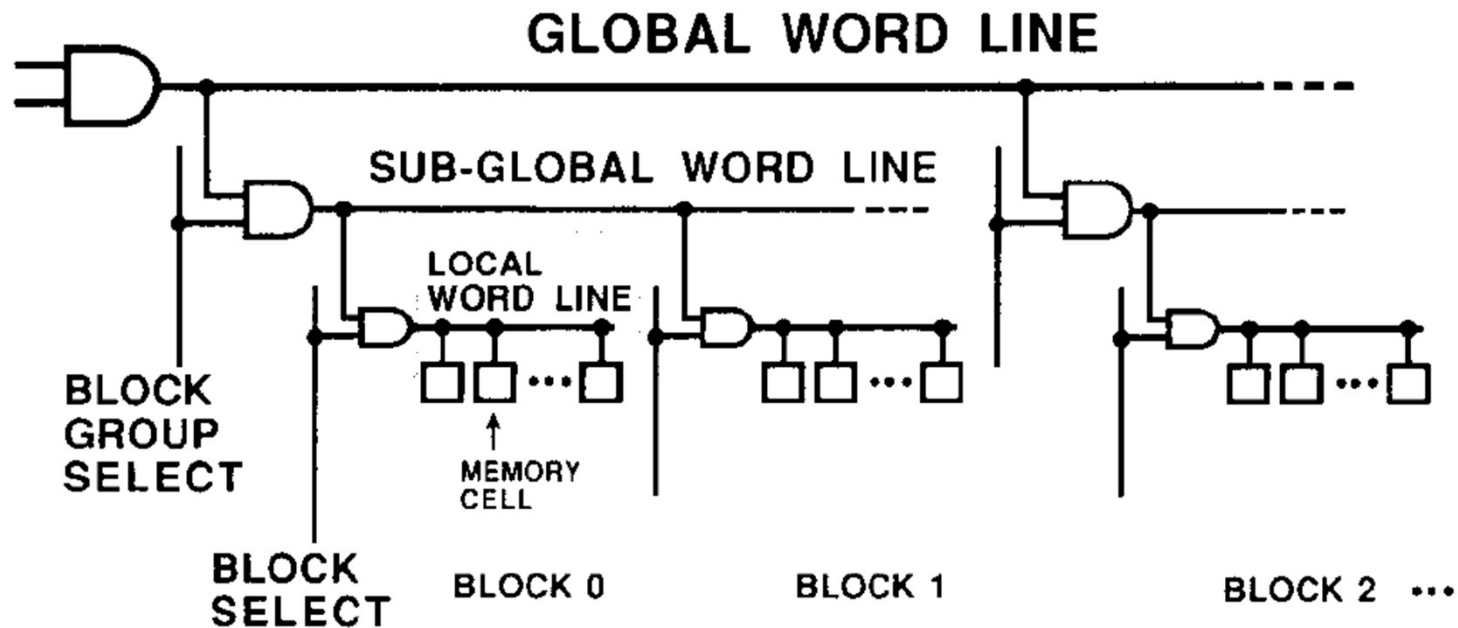 GLOBAL WORD LINE
SUB-GLOBAL WORD LINE
LOCAL
WORD LINE
BLOCK
GROUP
SELECT
MEMORY
CELL
BLOCK
SELECT
BLOCK 0
BLOCK 1
BLOCK 2 ...